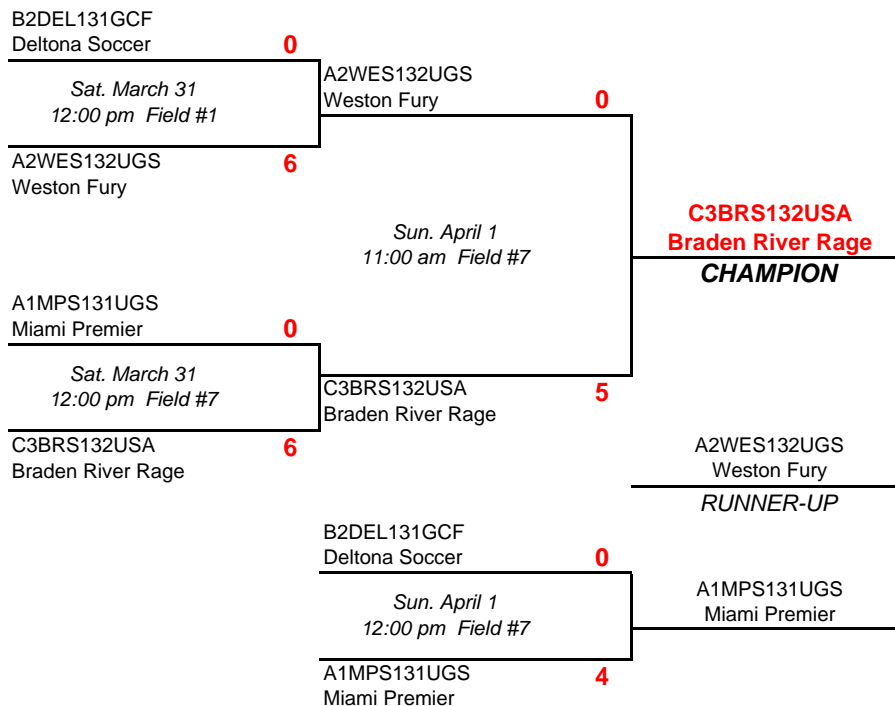 B2DEL131GCF
Deltona Soccer 0
Sat. March 31
12:00 pm Field #1
A2WES132UGS 6
Weston Fury
A2WES132UGS
Weston Fury 0
Sun. April 1
11:00 am Field #7
C3BRS132USA
Braden River Rage
CHAMPION
A1MPS131UGS
Miami Premier 0
Sat. March 31
12:00 pm Field #7
C3BRS132USA 6
Braden River Rage
C3BRS132USA 5
Braden River Rage
A2WES132UGS
Weston Fury
RUNNER-UP
B2DEL131GCF
Deltona Soccer 0
Sun. April 1
12:00 pm Field #7
A1MPS131UGS 4
Miami Premier
A1MPS131UGS
Miami Premier